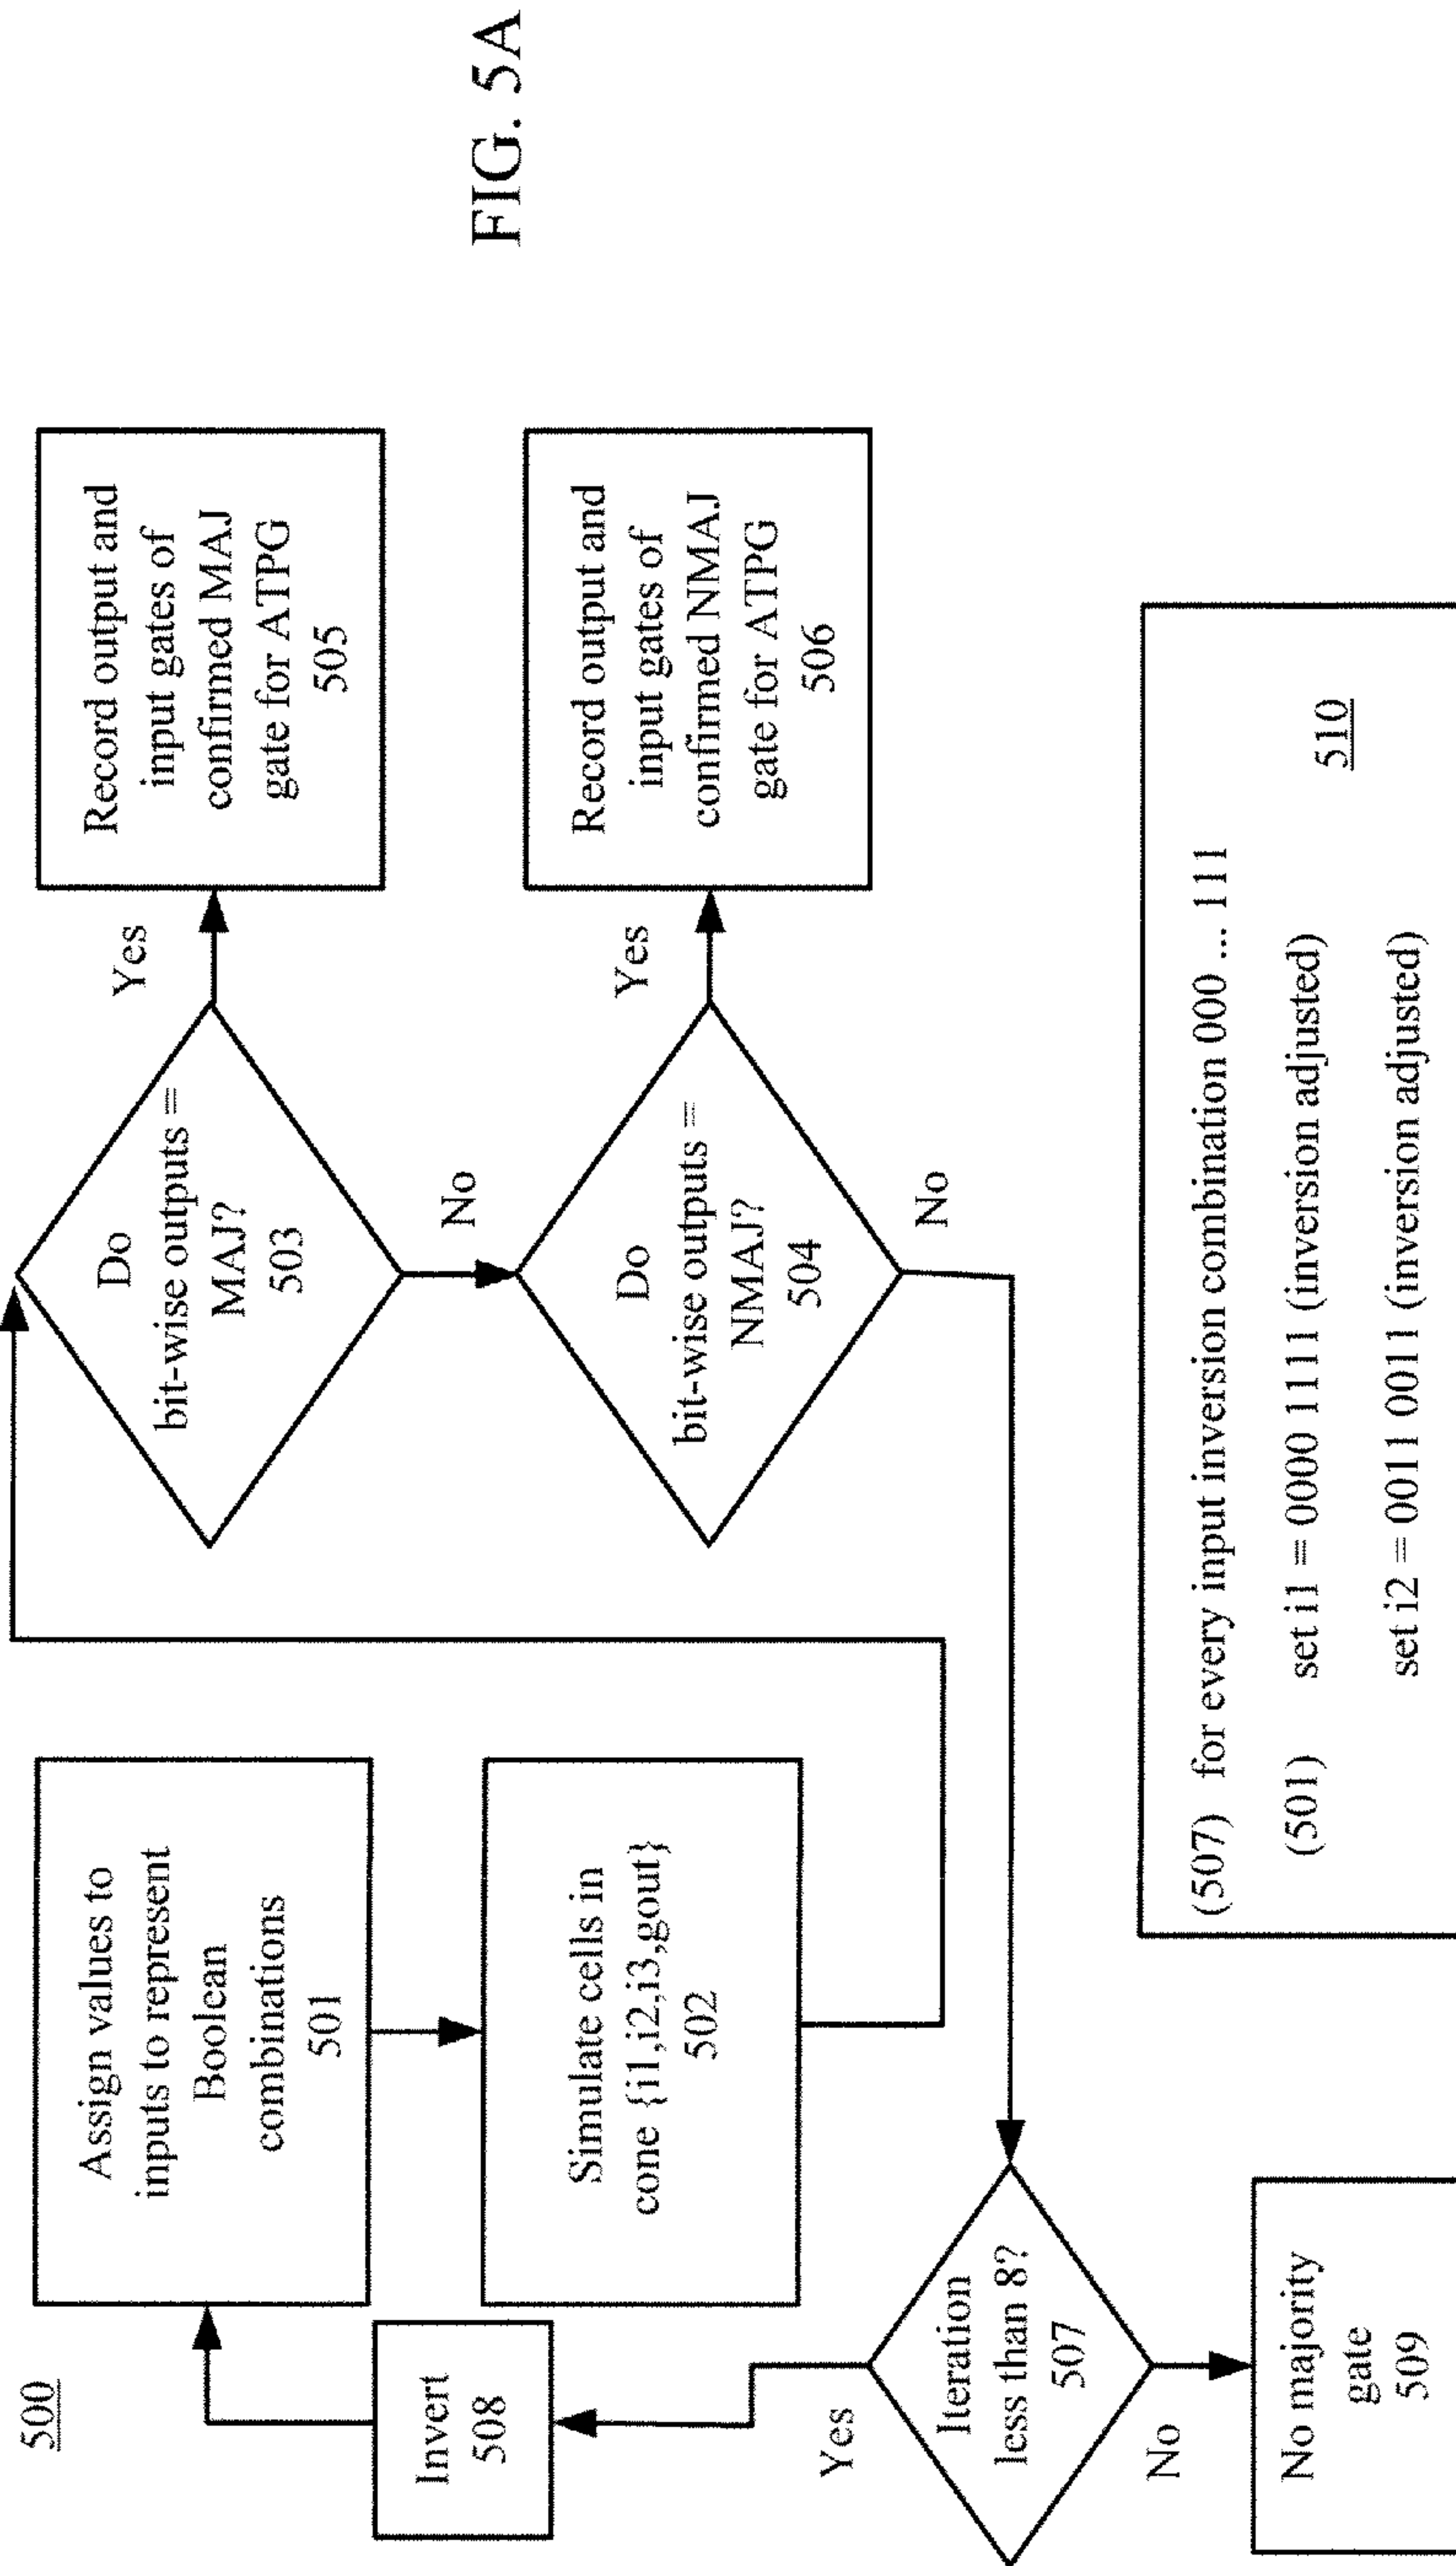 500
Assign values to
inputs to represent
Boolean
combinations
501
Simulate cells in
cone {i1,i2,i3,gout}
502
Invert
508
Do
bit-wise outputs =
MAJ?
503
Yes
Record output and
input gates of
confirmed MAJ
gate for ATPG
505
No
Do
bit-wise outputs =
NMAJ?
504
Yes
Record output and
input gates of
confirmed NMAJ
gate for ATPG
506
No
Iteration
less than 8?
507
Yes
No
No majority
gate
509
(507) for every input inversion combination 000 ... 111
(501) set i1 = 0000 1111 (inversion adjusted)
set i2 = 0011 0011 (inversion adjusted)
510
FIG. 5A